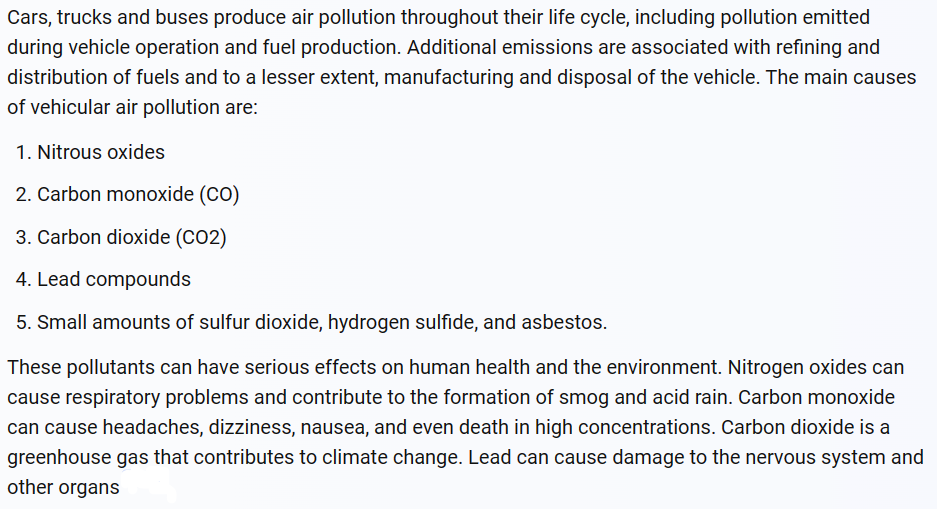 Cars, trucks and buses produce air pollution throughout their life cycle, including pollution emitted
during vehicle operation and fuel production. Additional emissions are associated with refining and
distribution of fuels and to a lesser extent, manufacturing and disposal of the vehicle. The main causes
of vehicular air pollution are:
1. Nitrous oxides
2. Carbon monoxide (CO)
3. Carbon dioxide (CO2)
4. Lead compounds
5. Small amounts of sulfur dioxide, hydrogen sulfide, and asbestos.
These pollutants can have serious effects on human health and the environment. Nitrogen oxides can
cause respiratory problems and contribute to the formation of smog and acid rain. Carbon monoxide
can cause headaches, dizziness, nausea, and even death in high concentrations. Carbon dioxide is a
greenhouse gas that contributes to climate change. Lead can cause damage to the nervous system and
other organs